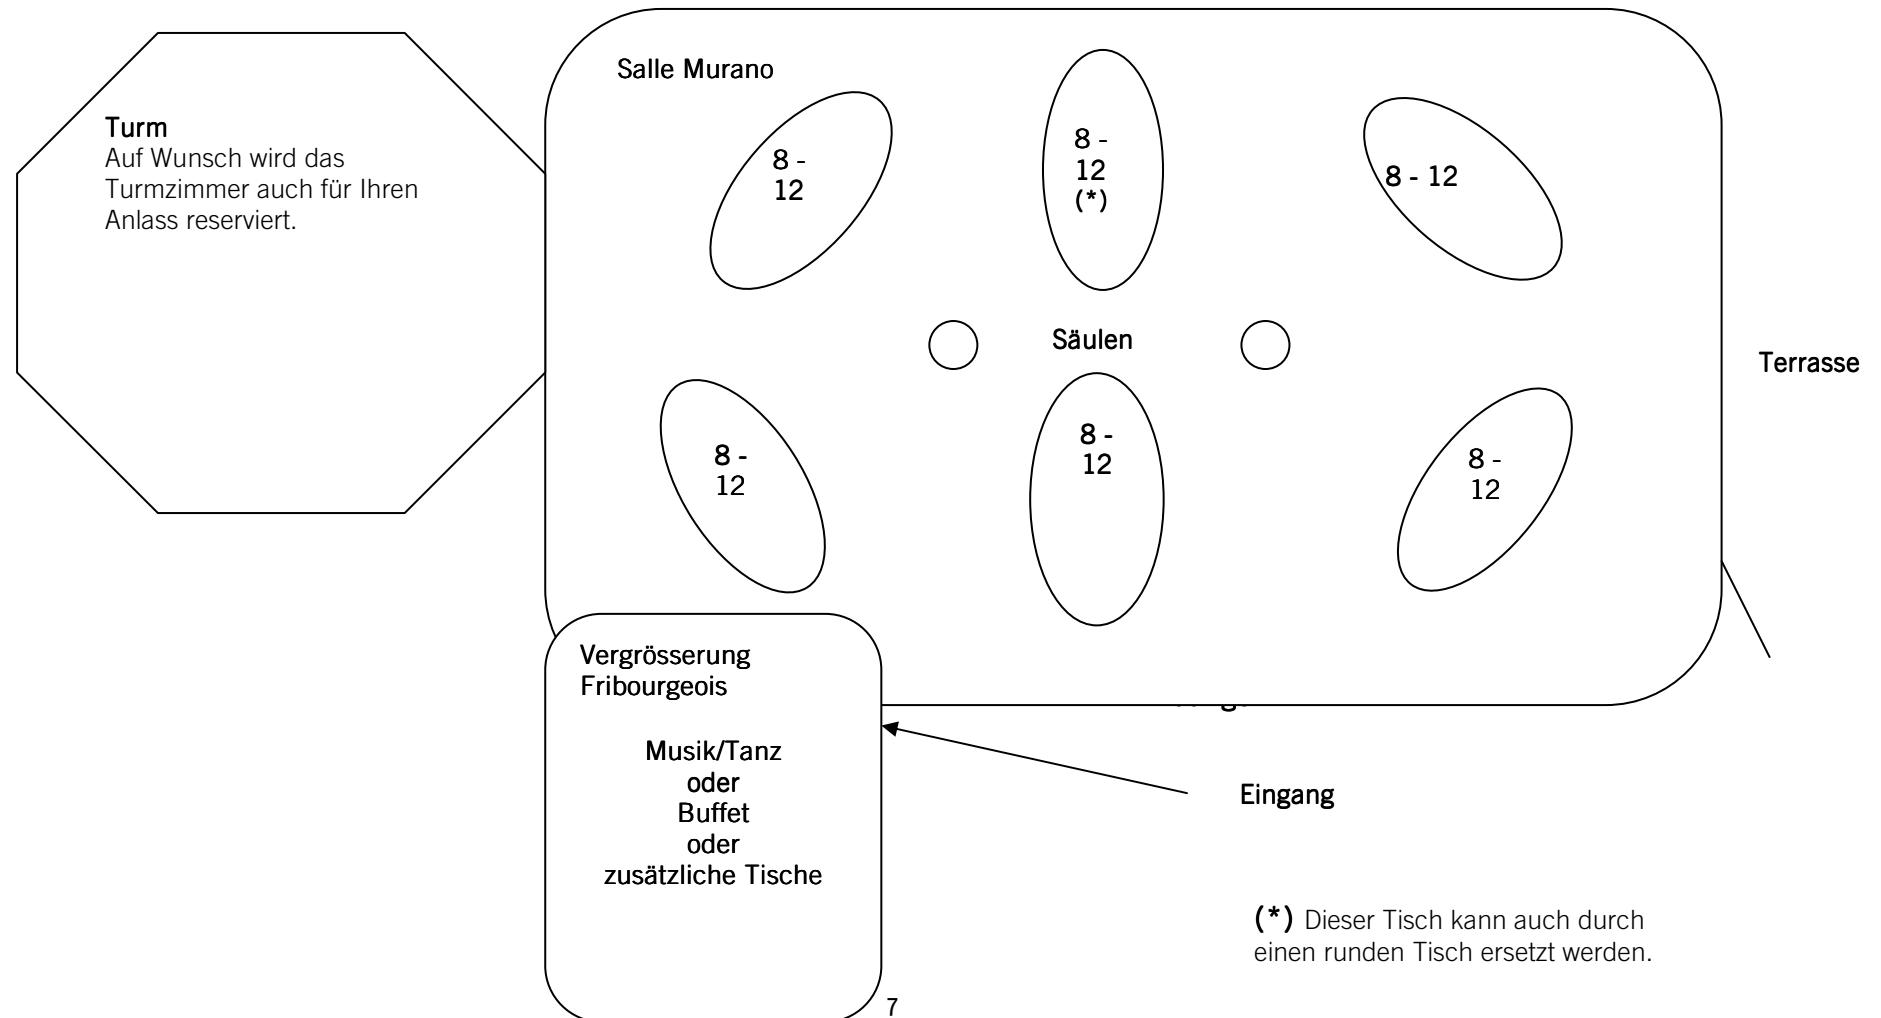 Salle Murano
Turm
Auf Wunsch wird das
Turmzimmer auch für Ihren
Anlass reserviert.
8 -
12
8 -
12
(*)
8 - 12
Säulen
Terrasse
8 -
12
8 -
12
8 -
12
Vergrösserung
Fribourgeois
Musik/Tanz
oder
Buffet
oder
zusätzliche Tische
Eingang
(*) Dieser Tisch kann auch durch
einen runden Tisch ersetzt werden.
7